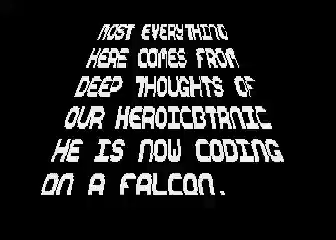 MOST EVERYTHING
HERE COMES FROM
DEEP THOUGHTS OF
OUR HEROICBTRNIC
HE IS NOW CODING
ON A FALCON.